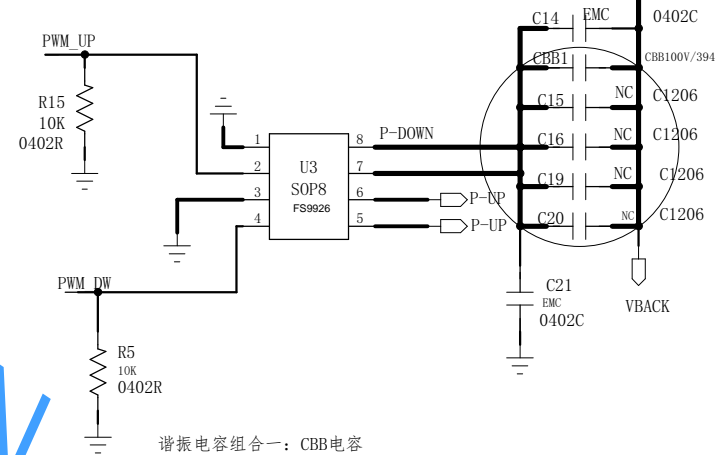 C14
EMC
0402C
PWM_UP
CBB1
CBB100V/394
R15
10K
0402R
C15
NC
C1206
1
8
P-DOWN
C16
NC
C1206
2
U3
7
SOP8
C19
NC
C1206
3
FS9926
6
P-UP
4
5
P-UP
C20
NC
C1206
PWM_DW
C21
EMC
0402C
VBACK
R5
10K
0402R
谐振电容组合一：CBB电容